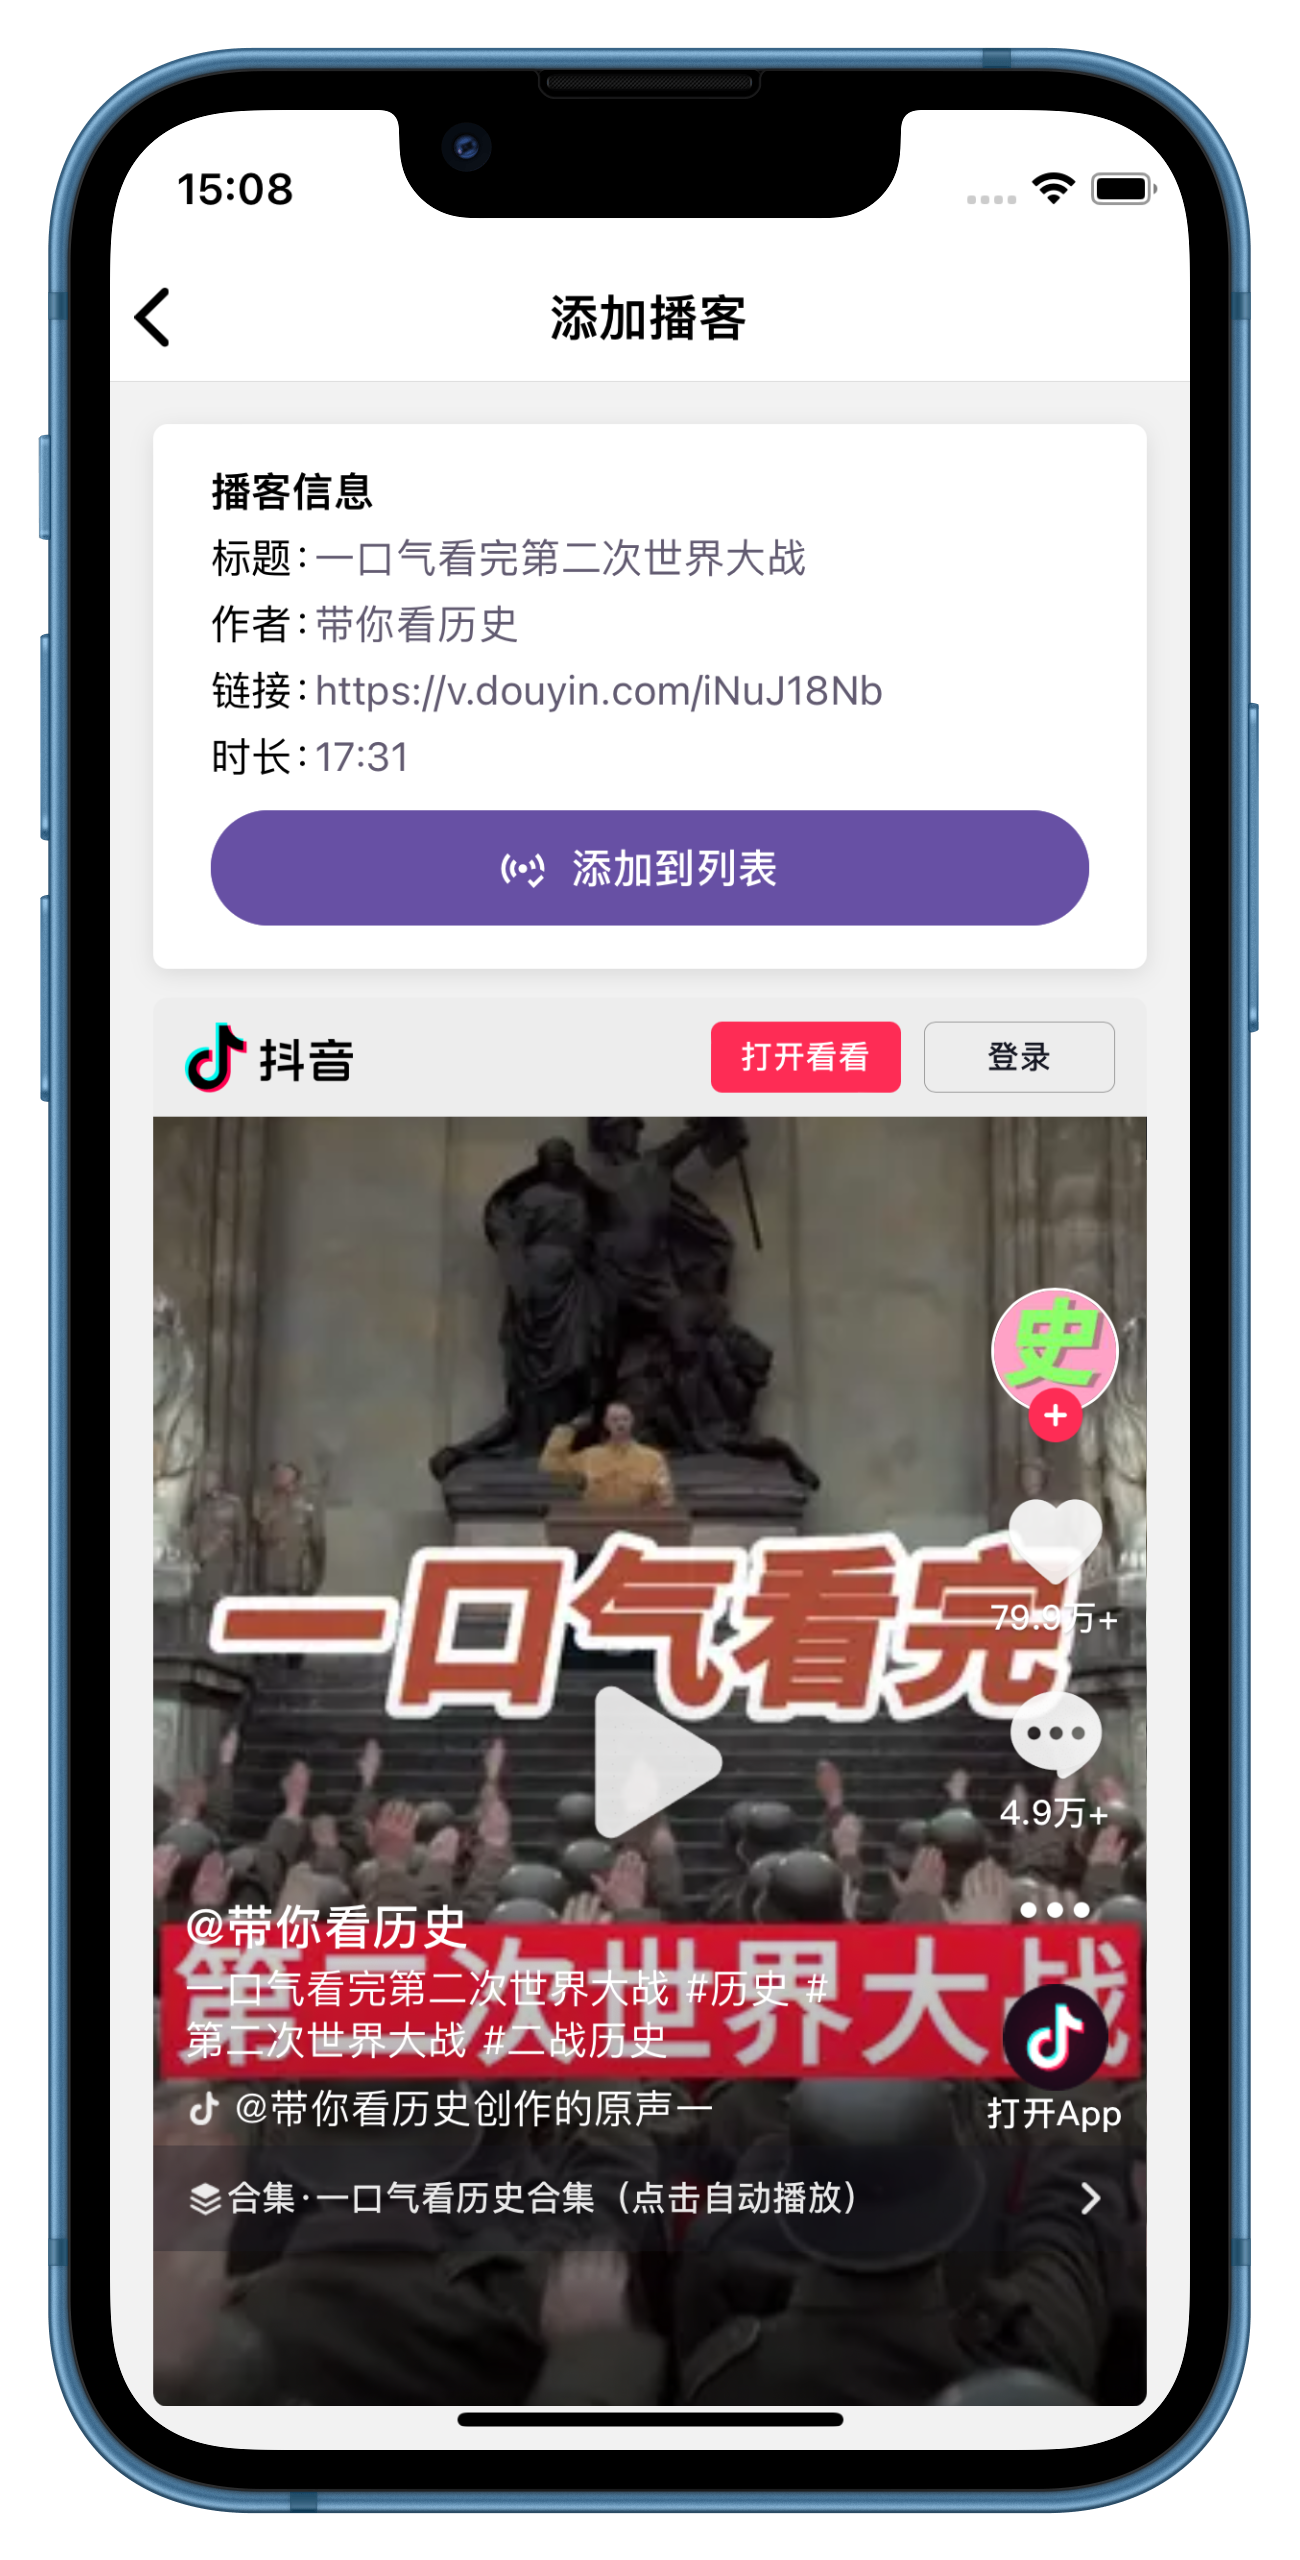 15:08
添加播客
播客信息
标题：一口气看完第二次世界大战
作者：带你看历史
链接：https://v.douyin.com/iNuJ18Nb
时长：17:31
添加到列表
抖音
打开看看
登录
史
一口气看完
79.9万+
4.9万+
@带你看历史
第二次世界大战
一口气看完第二次世界大战 #历史 #
第二次世界大战 #二战历史
@带你看历史创作的原声一
打开App
合集·一口气看历史合集（点击自动播放）